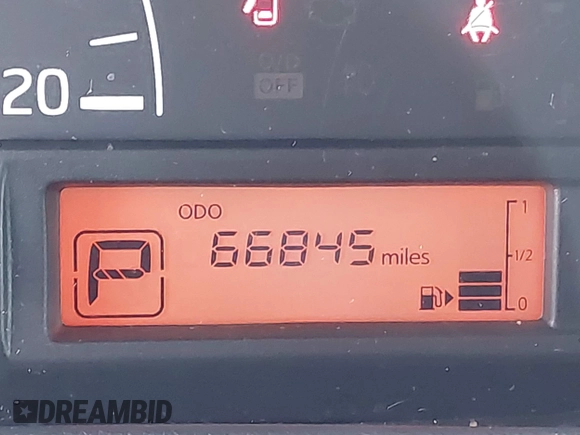 20
O/D
OFF
ODO
P
66845 miles
1
1/2
0
DREAMBID